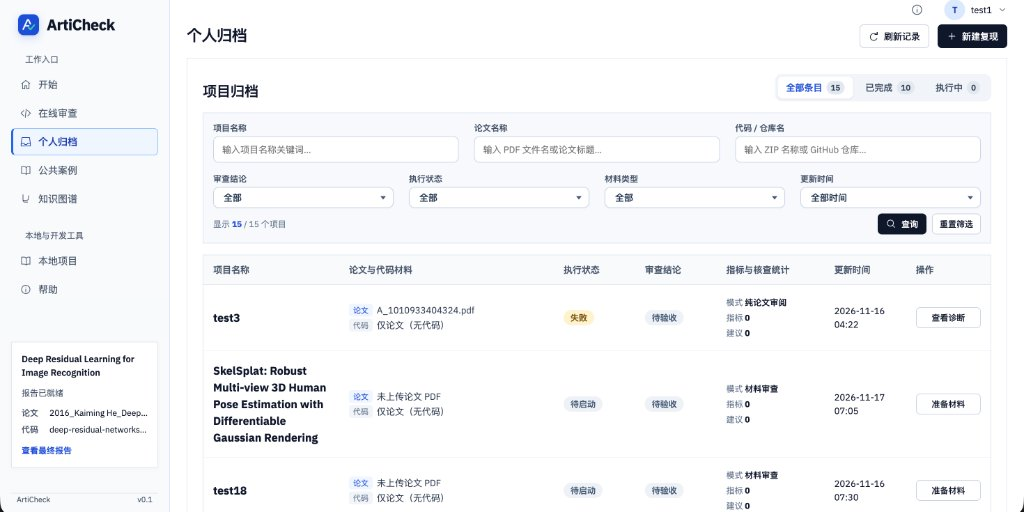 ArtiCheck
工作入口
开始
在线审查
个人归档
公共案例
知识图谱
本地与开发工具
本地项目
帮助
Deep Residual Learning for
Image Recognition
报告已就绪
论文 2016_Kaiming He_Deep...
代码 deep-residual-networks...
查看最终报告
ArtiCheck v0.1
T test1
个人归档
刷新记录
+ 新建复现
项目归档
全部条目 15 已完成 10 执行中 0
项目名称 论文名称 代码 / 仓库名
输入项目名称关键词... 输入 PDF 文件名或论文标题... 输入 ZIP 名称或 GitHub 仓库...
审查结论 执行状态 材料类型 更新时间
全部 全部 全部 全部时间
显示 15 / 15 个项目 查询 重置筛选
项目名称 论文与代码材料 执行状态 审查结论 指标与核查统计 更新时间 操作
test3
论文 A_1010933404324.pdf
代码 仅论文（无代码）
失败
待验收
模式 纯论文审阅
指标 0
建议 0
2026-11-16
04:22
查看诊断
SkelSplat: Robust
Multi-view 3D Human
Pose Estimation with
Differentiable
Gaussian Rendering
论文 未上传论文 PDF
代码 仅论文（无代码）
待启动
待验收
模式 材料审查
指标 0
建议 0
2026-11-17
07:05
准备材料
test18
论文 未上传论文 PDF
代码 仅论文（无代码）
待启动
待验收
模式 材料审查
指标 0
建议 0
2026-11-16
07:30
准备材料